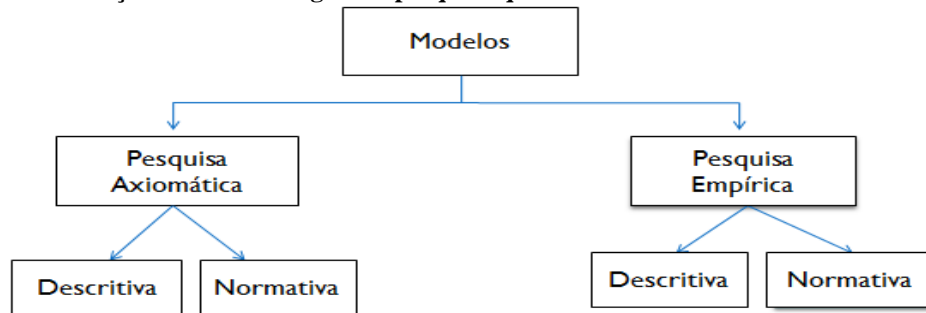 Modelos
Pesquisa
Axiomática
Pesquisa
Empírica
Descritiva
Normativa
Descritiva
Normativa